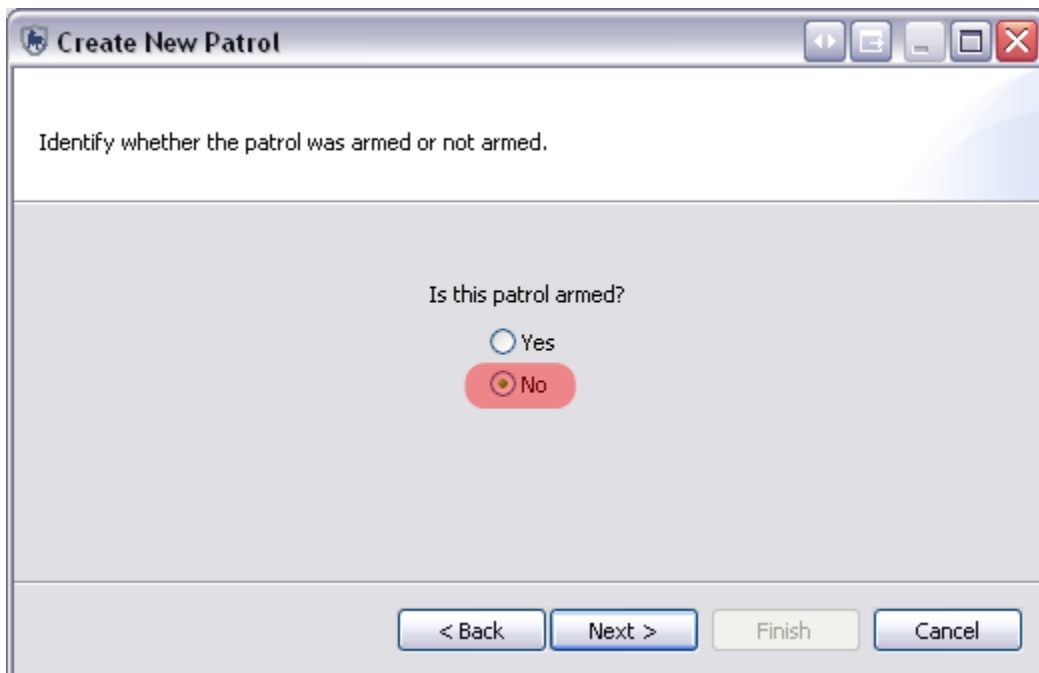 Create New Patrol
Identify whether the patrol was armed or not armed.
Is this patrol armed?
Yes
No
< Back Next > Finish Cancel